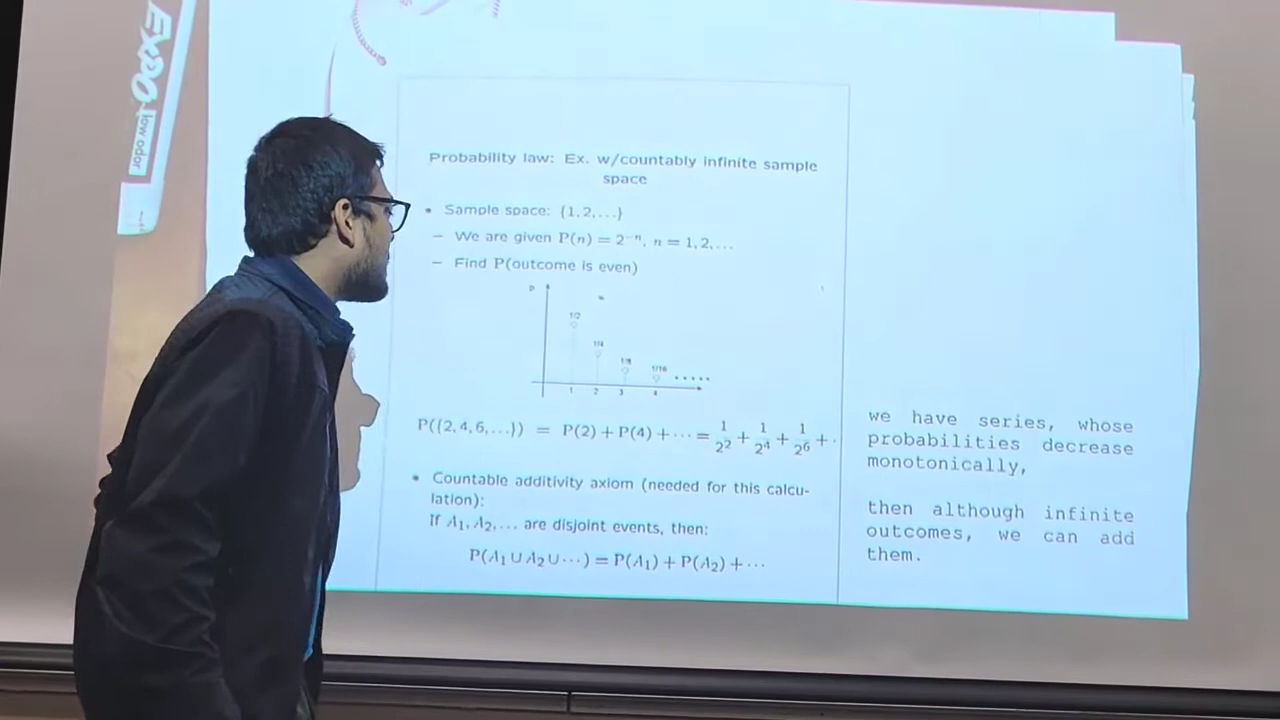 EXPO
low odor
Probability law: Ex. w/countably infinite sample
space
• Sample space: {1,2,...}
– We are given P(n) = 2⁻ⁿ, n = 1,2,...
– Find P(outcome is even)
p
1/2
1/4
1/8
1/16
1 2 3 4
P({2,4,6,...}) = P(2) + P(4) + ··· = 1/2² + 1/2⁴ + 1/2⁶ + ·
• Countable additivity axiom (needed for this calcu-
lation):
If A₁, A₂,... are disjoint events, then:
P(A₁ ∪ A₂ ∪ ···) = P(A₁) + P(A₂) + ···
we have series, whose
probabilities decrease
monotonically,
then although infinite
outcomes, we can add
them.